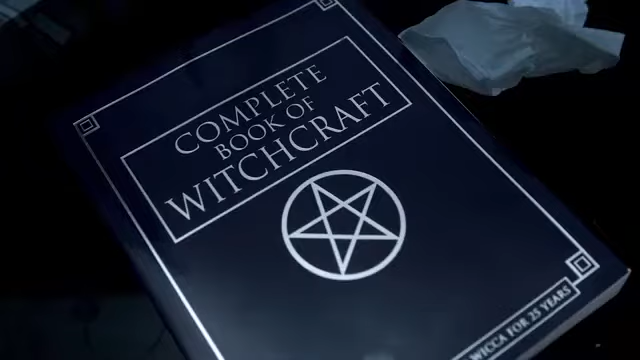 COMPLETE
BOOK OF
WITCHCRAFT
WICCA FOR 25 YEARS